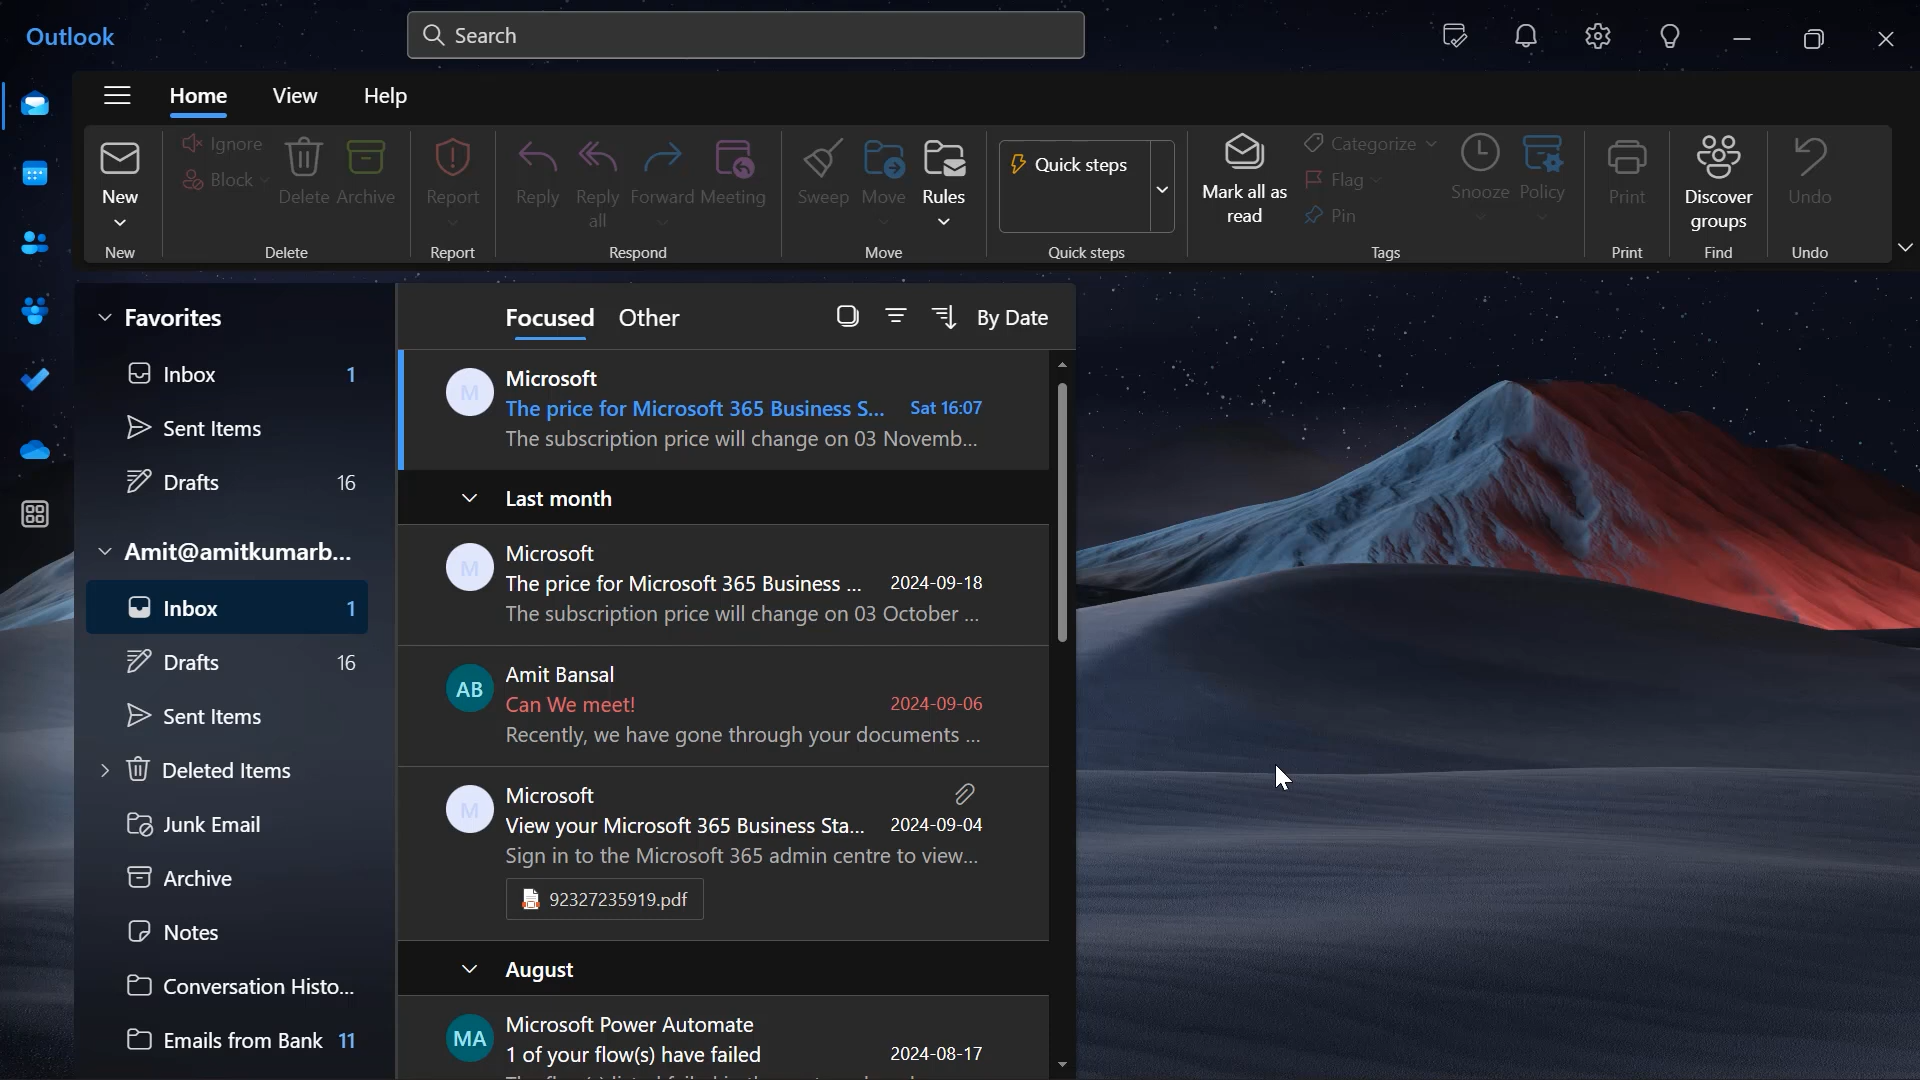 Outlook
Search
Home View Help
New
New
Ignore
Block
Delete
Archive
Delete
Report
Report
Reply
Reply all
Forward
Meeting
Respond
Sweep
Move
Rules
Move
Quick steps
Quick steps
Mark all as read
Categorize
Flag
Pin
Snooze
Policy
Tags
Print
Print
Discover groups
Find
Undo
Undo
Favorites
Inbox 1
Sent Items
Drafts 16
Amit@amitkumarb...
Inbox 1
Drafts 16
Sent Items
Deleted Items
Junk Email
Archive
Notes
Conversation Histo...
Emails from Bank 11
Focused Other By Date
M
Microsoft
The price for Microsoft 365 Business S... Sat 16:07
The subscription price will change on 03 Novemb...
Last month
M
Microsoft
The price for Microsoft 365 Business ... 2024-09-18
The subscription price will change on 03 October ...
AB
Amit Bansal
Can We meet! 2024-09-06
Recently, we have gone through your documents ...
M
Microsoft
View your Microsoft 365 Business Sta... 2024-09-04
Sign in to the Microsoft 365 admin centre to view...
92327235919.pdf
August
MA
Microsoft Power Automate
1 of your flow(s) have failed 2024-08-17